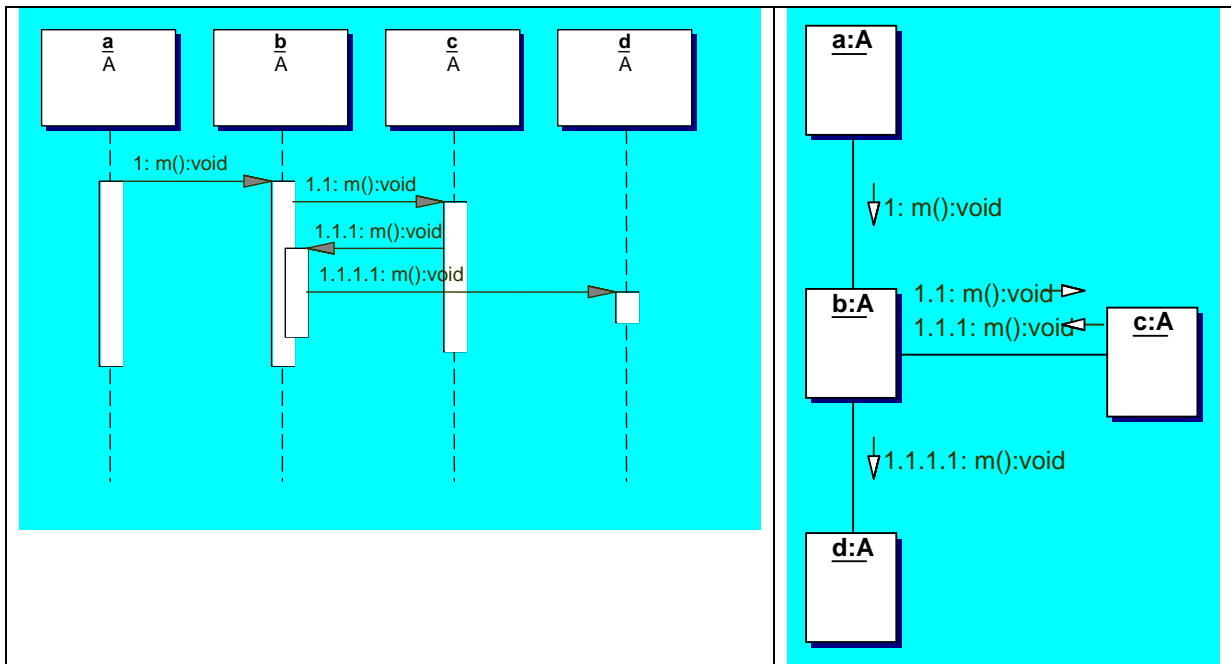 a
A
b
A
c
A
d
A
1: m():void
1.1: m():void
1.1.1: m():void
1.1.1.1: m():void
a:A
1: m():void
1.1: m():void
b:A
1.1.1: m():void
c:A
1.1.1.1: m():void
d:A